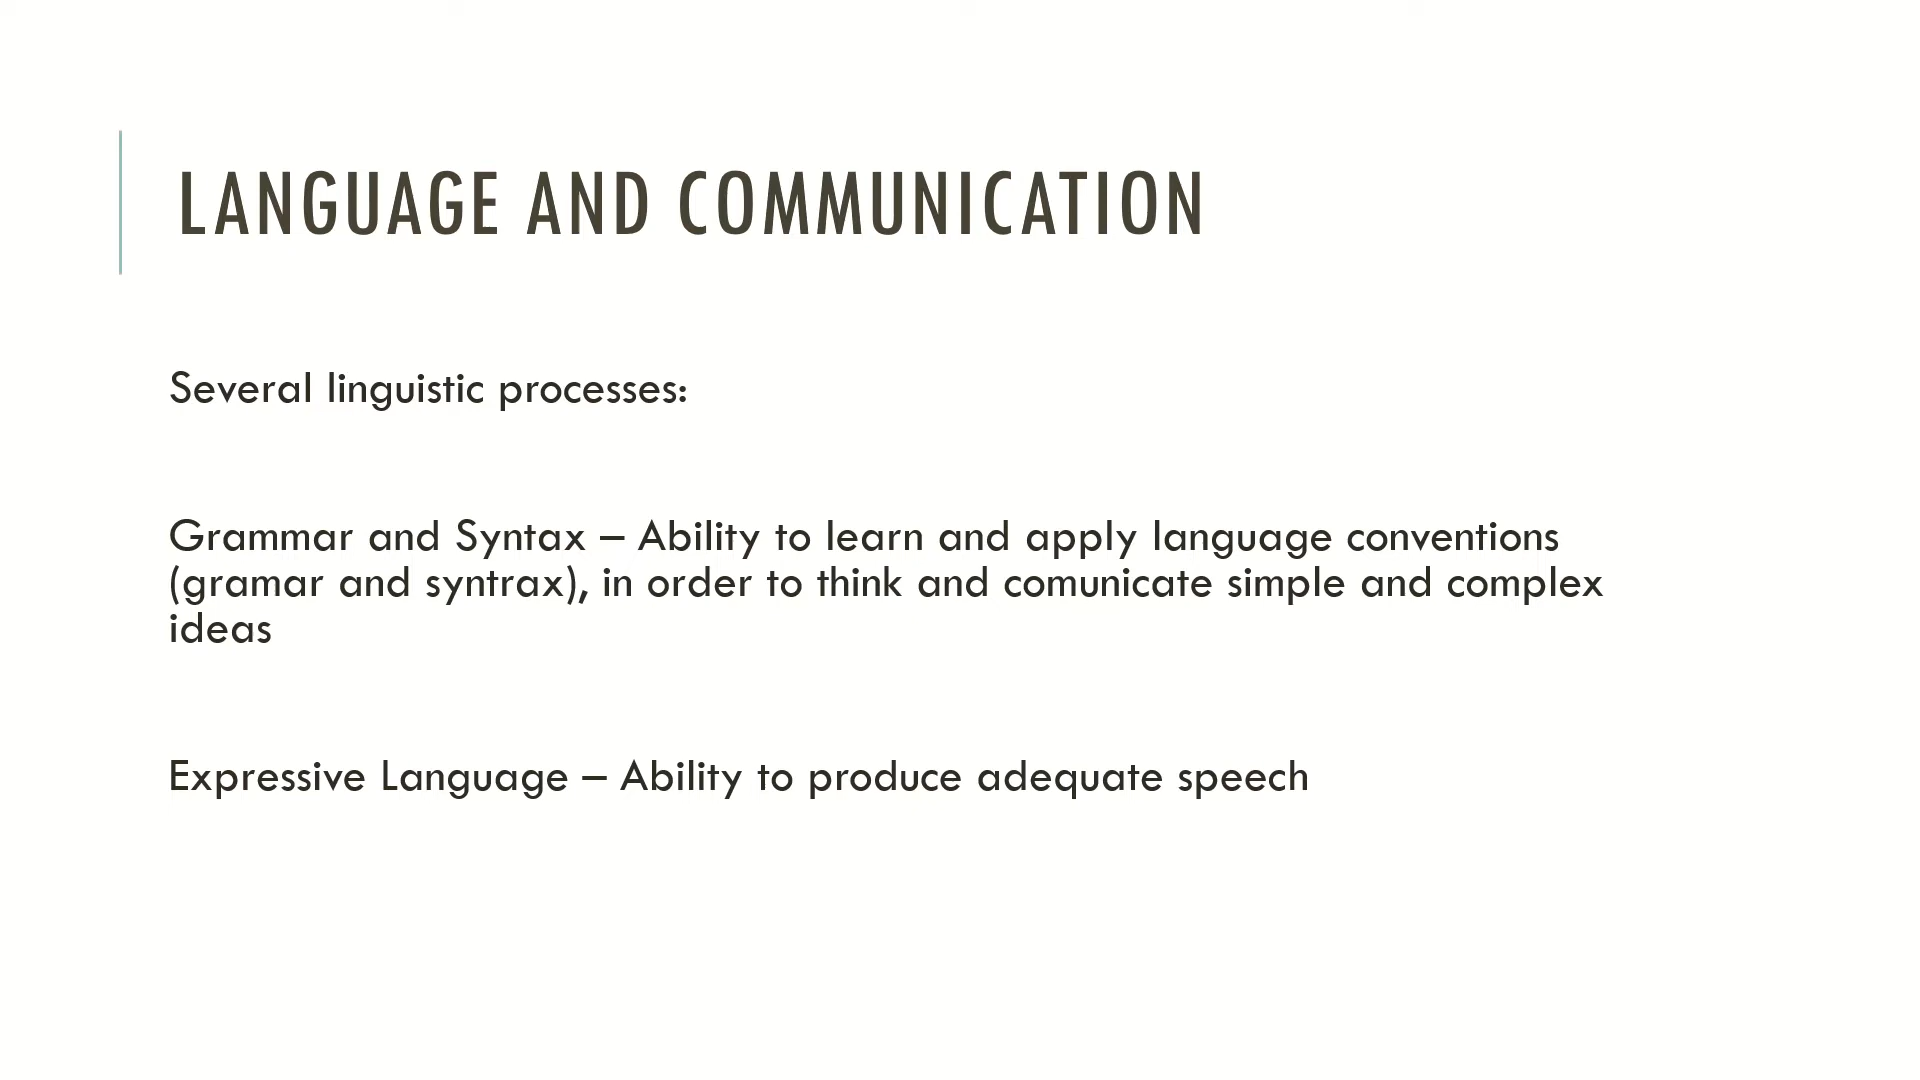 LANGUAGE AND COMMUNICATION
Several linguistic processes:
Grammar and Syntax – Ability to learn and apply language conventions
(gramar and syntrax), in order to think and comunicate simple and complex
ideas
Expressive Language – Ability to produce adequate speech